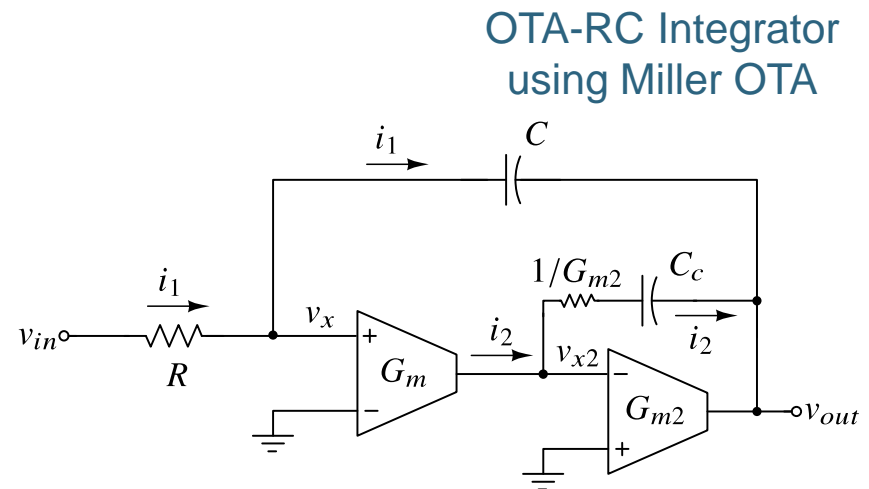 OTA-RC Integrator
using Miller OTA
i1
C
1/Gm2
Cc
i1
vx
i2
vx2
i2
vin
R
+
Gm
−
−
Gm2
+
vout